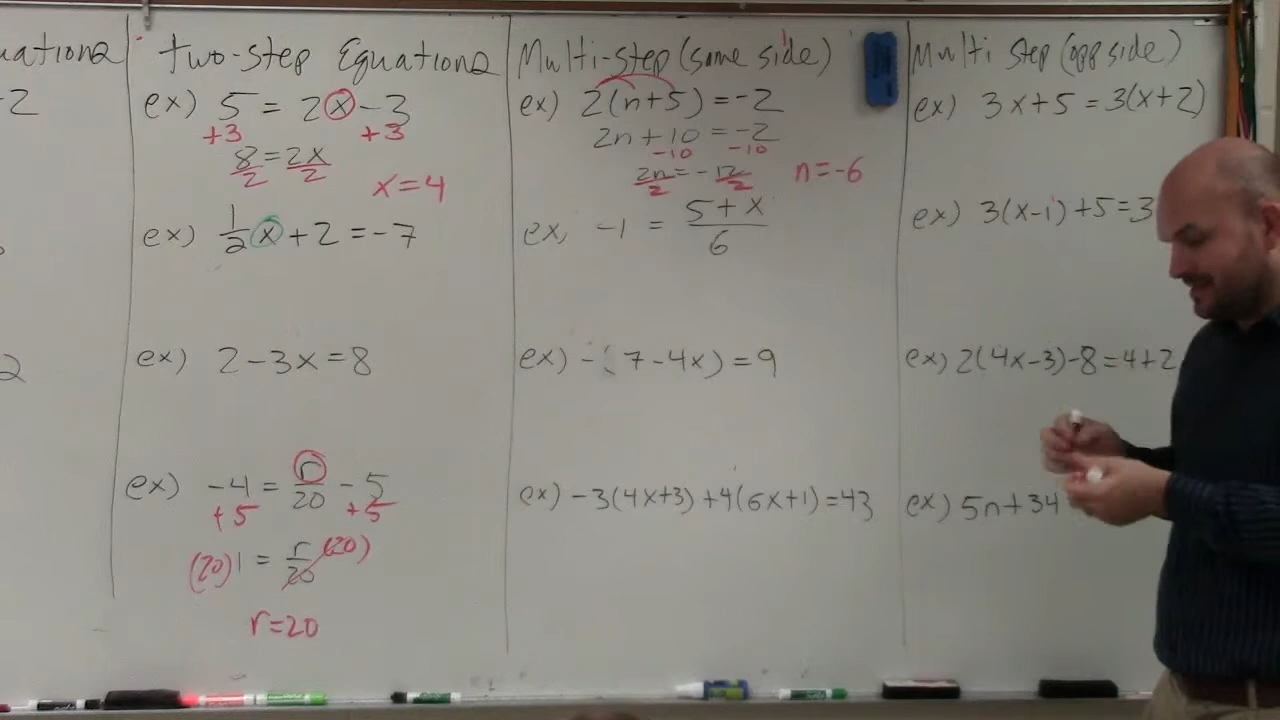 uations
-2
2
Two-step Equations
ex) 5 = 2x - 3
+3 +3
8/2 = 2x/2
x = 4
ex) 1/2 x + 2 = -7
ex) 2 - 3x = 8
ex) -4 = r/20 - 5
+5 +5
(20) 1 = r/20 (20)
r = 20
Multi-step (same side)
ex) 2(n+5) = -2
2n + 10 = -2
-10 -10
2n/2 = -12/2 n = -6
ex, -1 = 5 + x / 6
ex) -(7 - 4x) = 9
ex) -3(4x+3) + 4(6x+1) = 43
Multi Step (opp side)
ex) 3x + 5 = 3(x+2)
ex) 3(x-1) + 5 = 3
ex) 2(4x-3) - 8 = 4 + 2
ex) 5n + 34